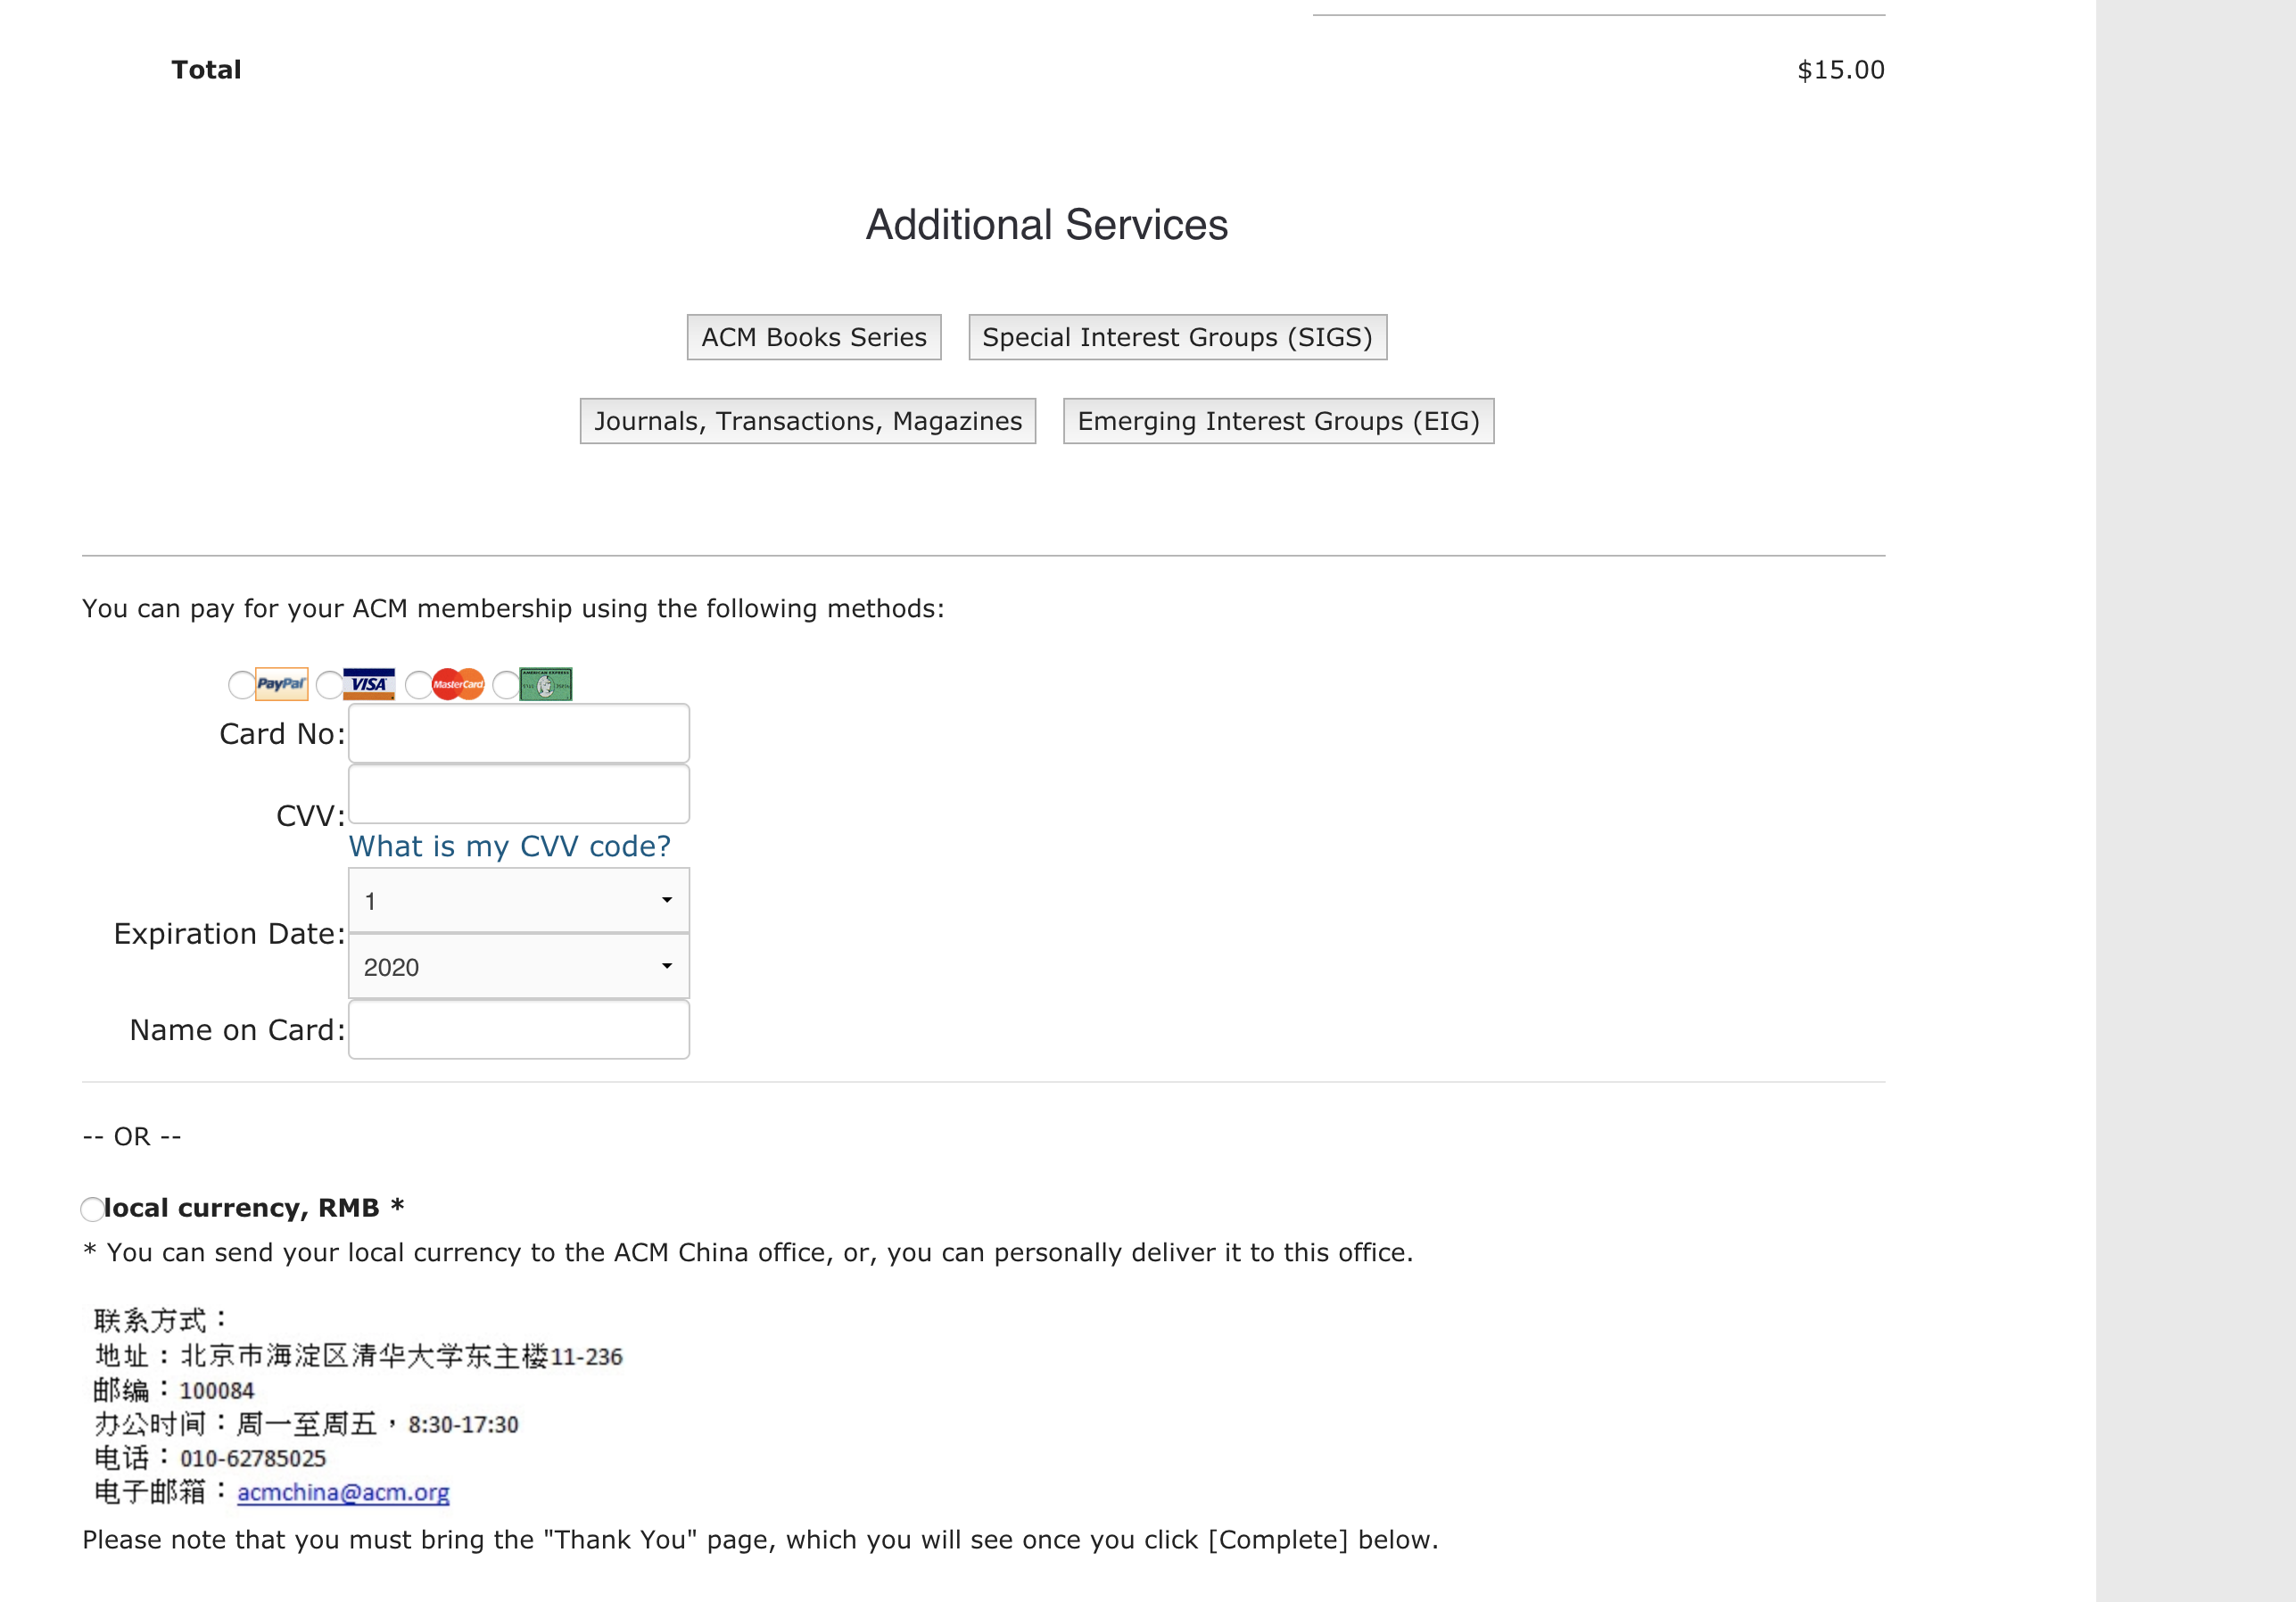 Total $15.00
Additional Services
ACM Books Series Special Interest Groups (SIGS)
Journals, Transactions, Magazines Emerging Interest Groups (EIG)
You can pay for your ACM membership using the following methods:
PayPal VISA MasterCard AMERICAN EXPRESS
Card No:
CVV:
What is my CVV code?
1
Expiration Date:
2020
Name on Card:
-- OR --
local currency, RMB *
* You can send your local currency to the ACM China office, or, you can personally deliver it to this office.
联系方式：
地址：北京市海淀区清华大学东主楼11-236
邮编：100084
办公时间：周一至周五，8:30-17:30
电话：010-62785025
电子邮箱：acmchina@acm.org
Please note that you must bring the "Thank You" page, which you will see once you click [Complete] below.